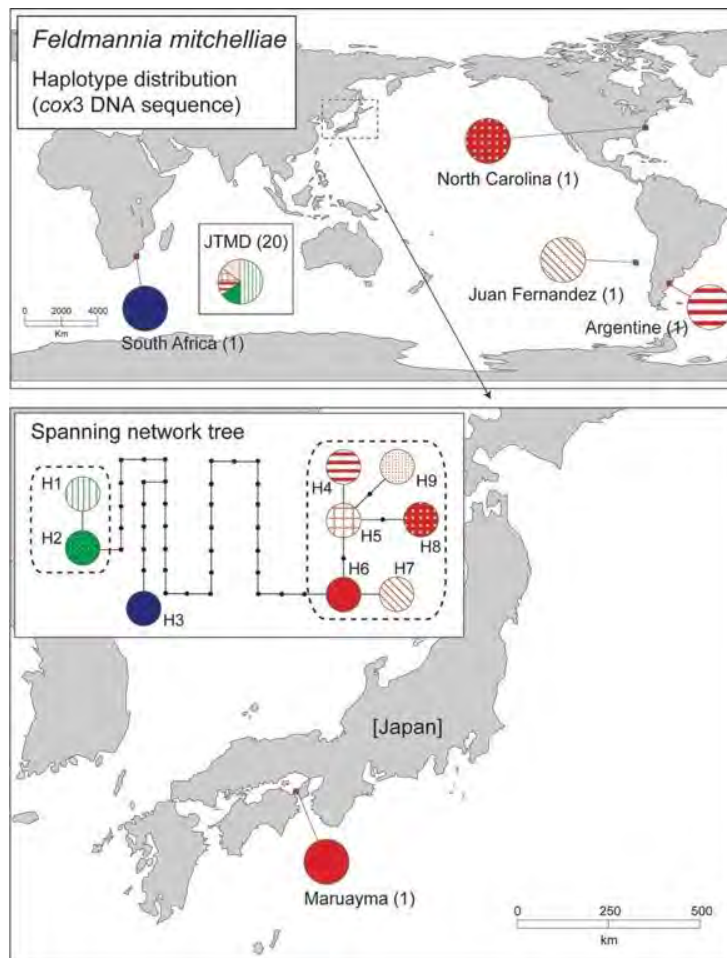 Feldmannia mitchelliae
Haplotype distribution
(cox3 DNA sequence)
North Carolina (1)
JTMD (20)
Juan Fernandez (1)
Argentine (1)
0 2000 4000
Km
South Africa (1)
Spanning network tree
H1
H2
H3
H4
H9
H5
H8
H6
H7
[Japan]
Maruayma (1)
0 250 500
km